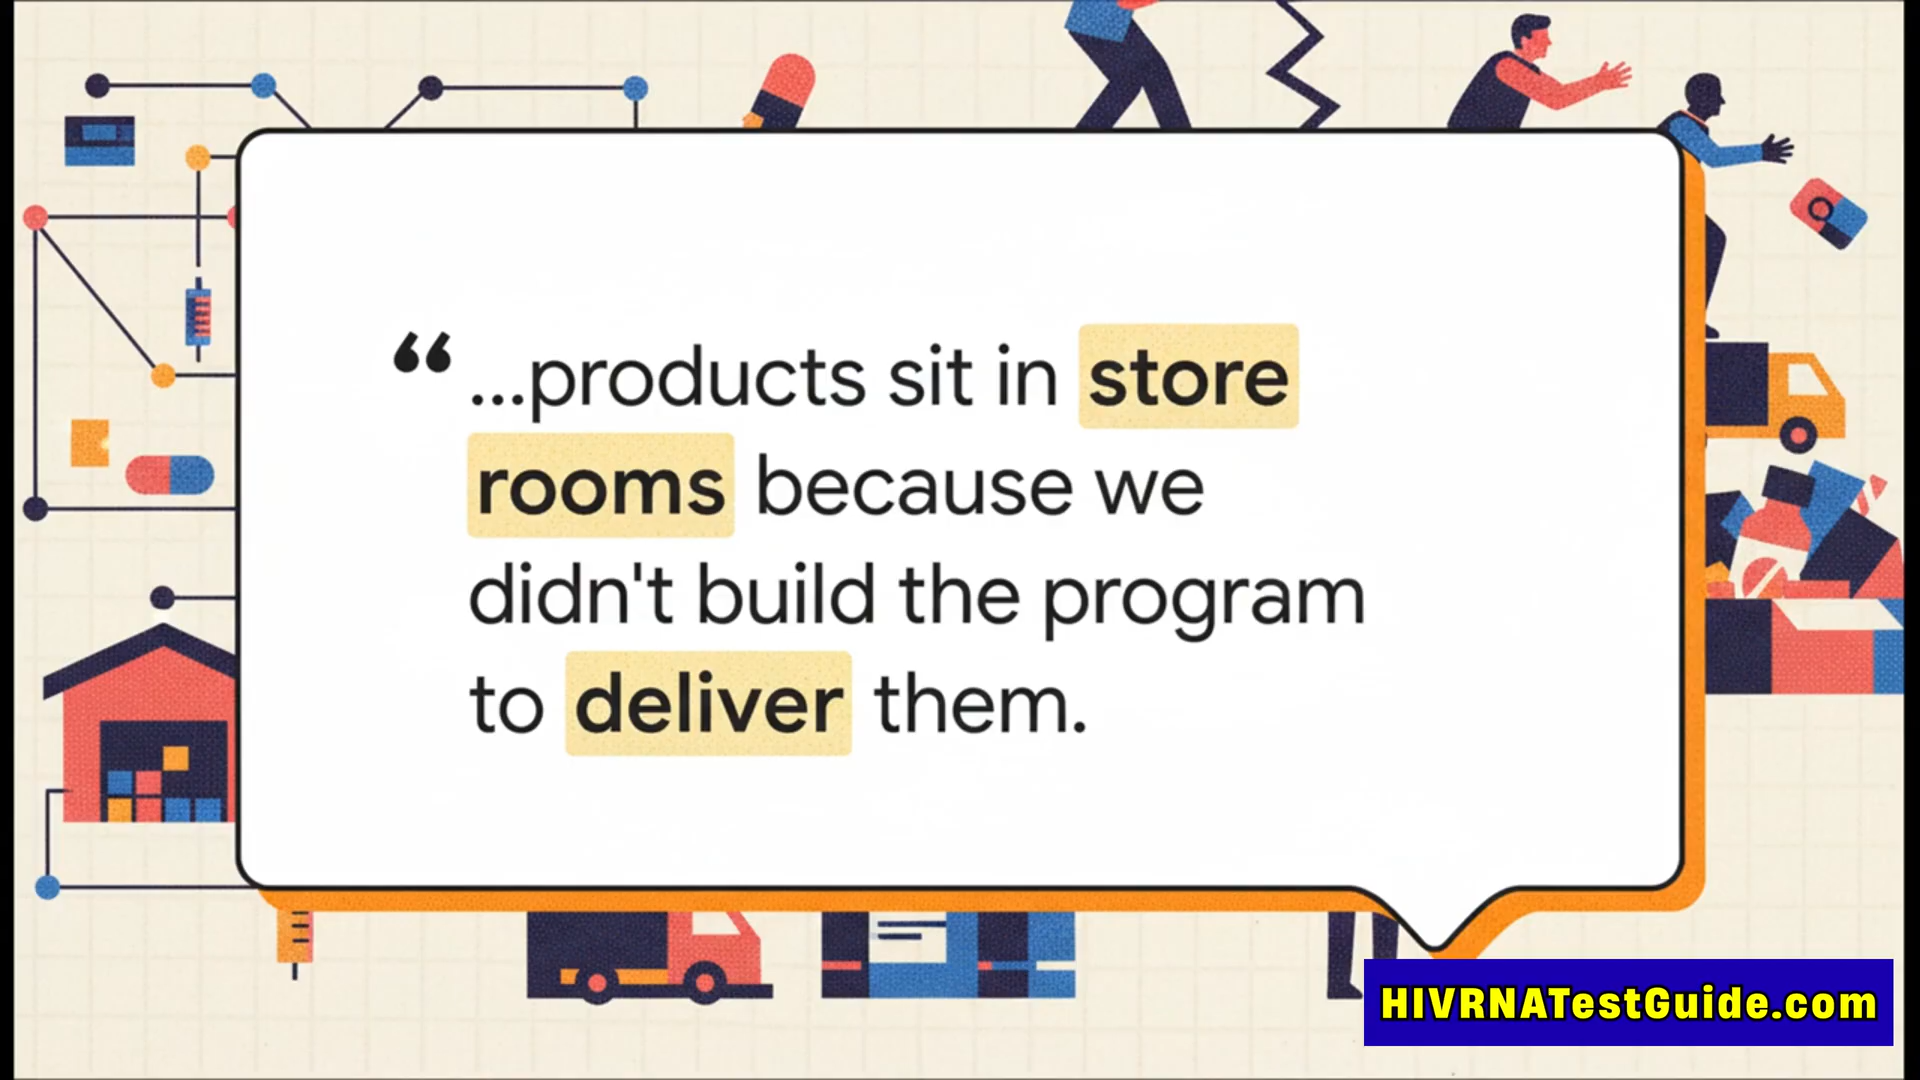 “...products sit in store
rooms because we
didn't build the program
to deliver them.
HIVRNATestGuide.com